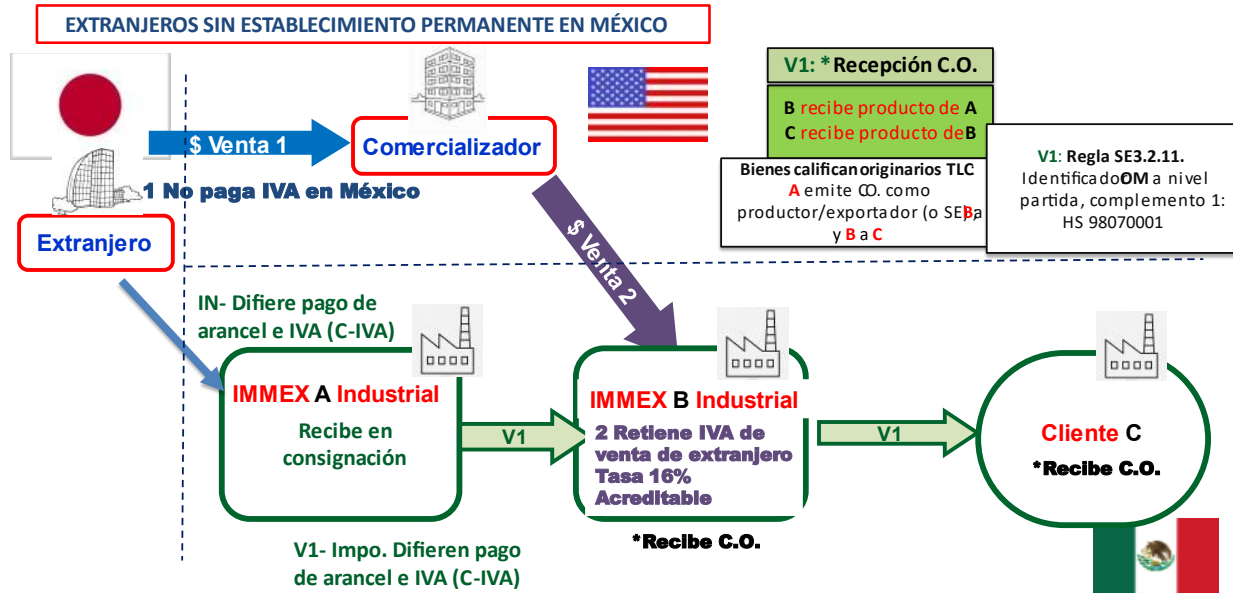 EXTRANJEROS SIN ESTABLECIMIENTO PERMANENTE EN MÉXICO
$ Venta 1
Comercializador
1 No paga IVA en México
Extranjero
$ Venta 2
V1: *Recepción C.O.
B recibe producto de A
C recibe producto deB
Bienes califican originarios TLC
A emite CO. como
productor/exportador (o SE) a
y B a C
V1: Regla SE3.2.11.
Identificador OM a nivel
partida, complemento 1:
HS 98070001
IN- Difiere pago de
arancel e IVA (C-IVA)
IMMEX A Industrial
Recibe en
consignación
V1
IMMEX B Industrial
2 Retiene IVA de
venta de extranjero
Tasa 16%
Acreditable
*Recibe C.O.
V1
Cliente C
*Recibe C.O.
V1- Impo. Difieren pago
de arancel e IVA (C-IVA)